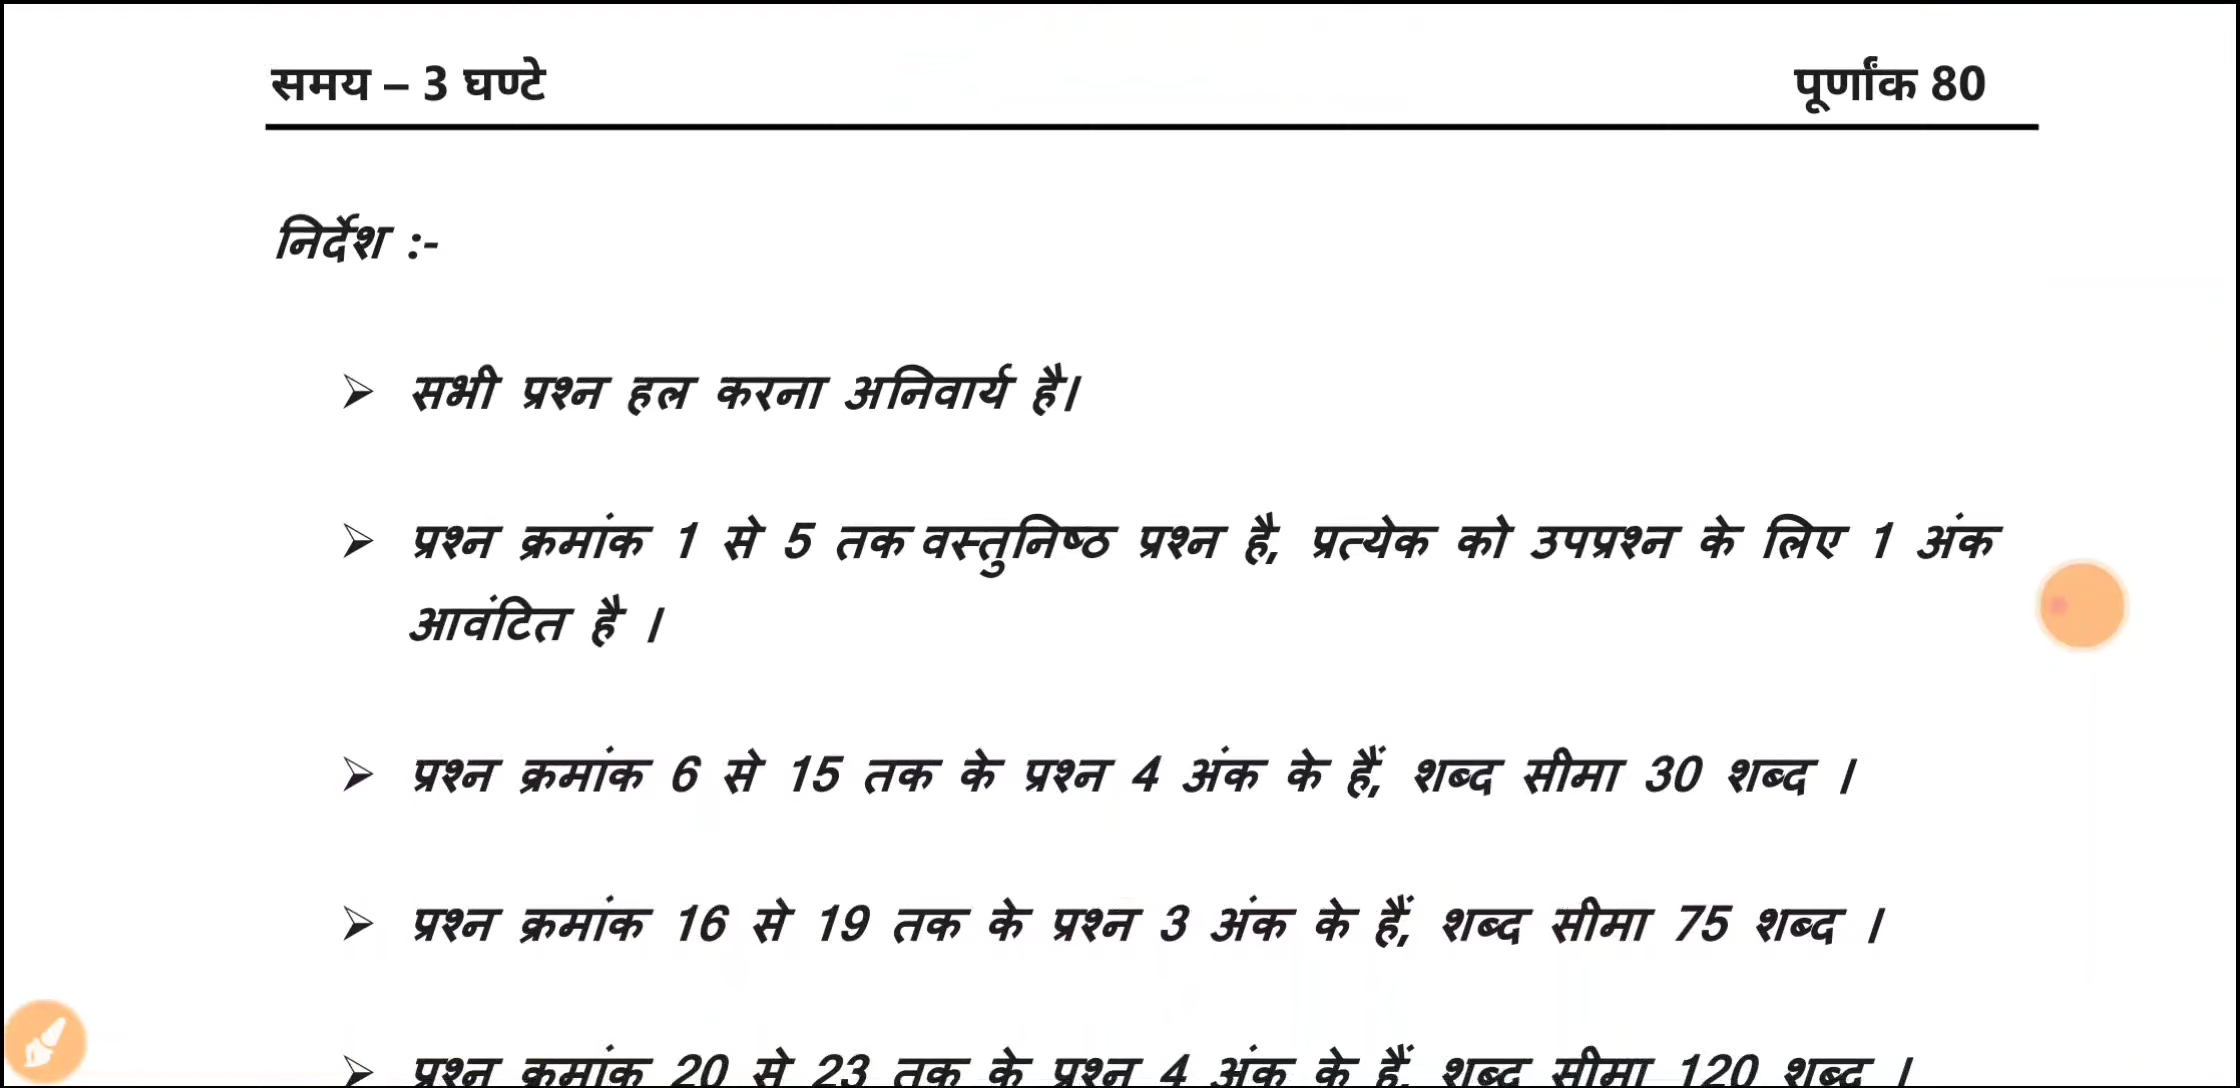 समय – 3 घण्टे पूर्णांक 80
निर्देश :-
➢ सभी प्रश्न हल करना अनिवार्य है।
➢ प्रश्न क्रमांक 1 से 5 तक वस्तुनिष्ठ प्रश्न है, प्रत्येक को उपप्रश्न के लिए 1 अंक
आवंटित है ।
➢ प्रश्न क्रमांक 6 से 15 तक के प्रश्न 4 अंक के हैं, शब्द सीमा 30 शब्द ।
➢ प्रश्न क्रमांक 16 से 19 तक के प्रश्न 3 अंक के हैं, शब्द सीमा 75 शब्द ।
➢ प्रश्न क्रमांक 20 से 23 तक के प्रश्न 4 अंक के हैं, शब्द सीमा 120 शब्द ।